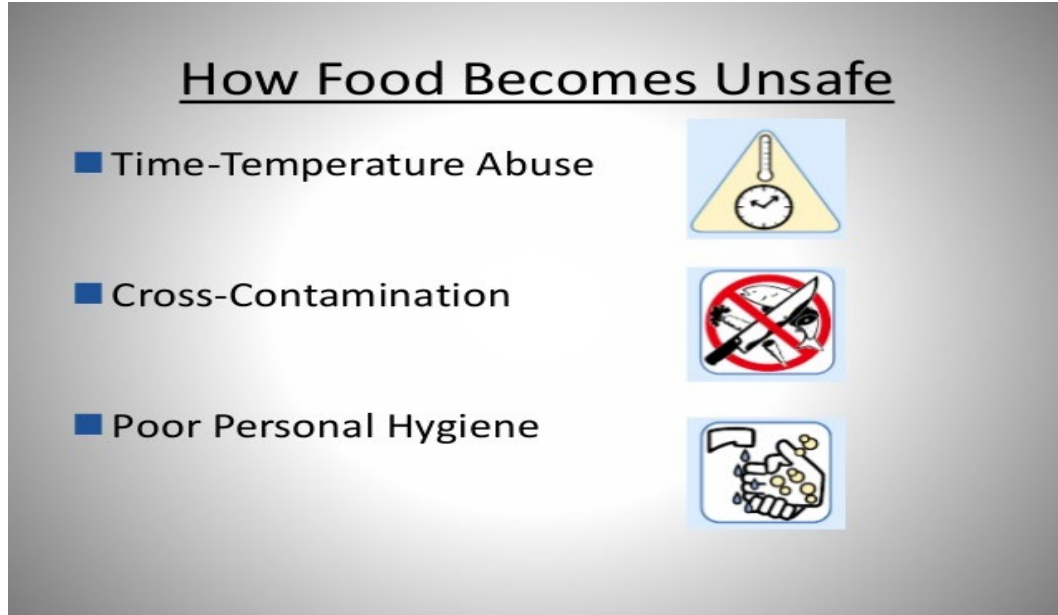 How Food Becomes Unsafe
Time-Temperature Abuse
Cross-Contamination
Poor Personal Hygiene